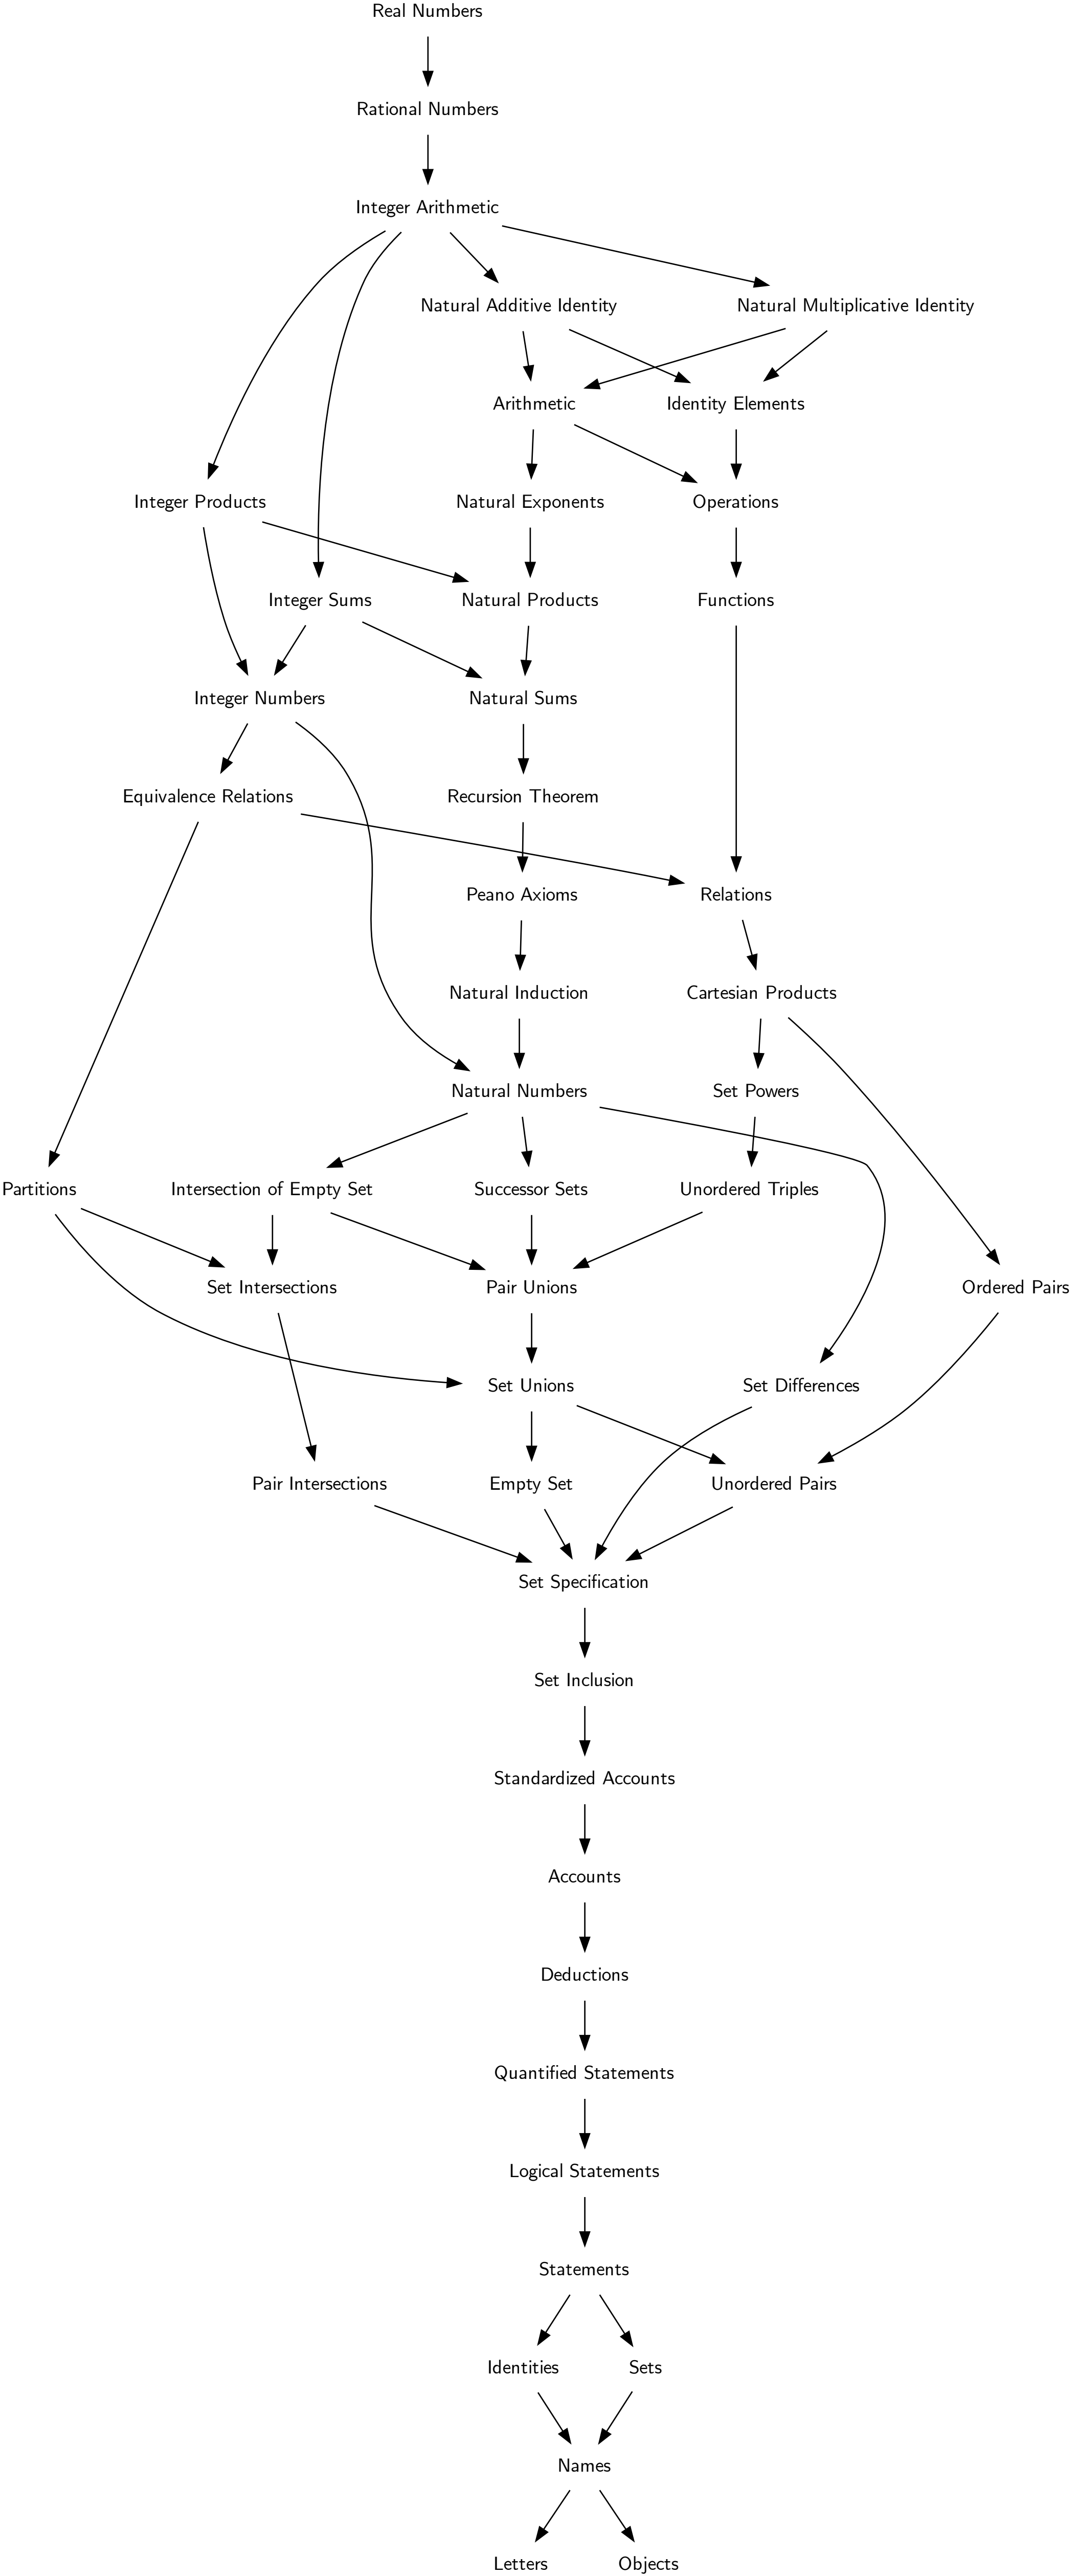 Real Numbers
Rational Numbers
Integer Arithmetic
Natural Additive Identity
Natural Multiplicative Identity
Arithmetic
Identity Elements
Integer Products
Natural Exponents
Operations
Integer Sums
Natural Products
Functions
Integer Numbers
Natural Sums
Equivalence Relations
Recursion Theorem
Peano Axioms
Relations
Natural Induction
Cartesian Products
Natural Numbers
Set Powers
Partitions
Intersection of Empty Set
Successor Sets
Unordered Triples
Set Intersections
Pair Unions
Ordered Pairs
Set Unions
Set Differences
Pair Intersections
Empty Set
Unordered Pairs
Set Specification
Set Inclusion
Standardized Accounts
Accounts
Deductions
Quantified Statements
Logical Statements
Statements
Identities
Sets
Names
Letters
Objects